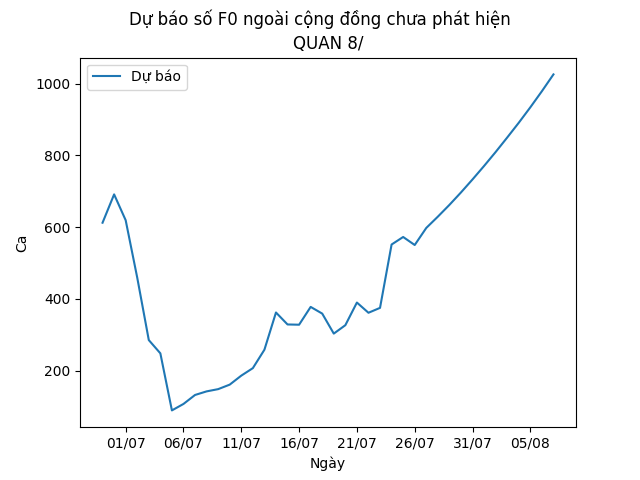 Dự báo số F0 ngoài cộng đồng chưa phát hiện
QUAN 8/
Dự báo
1000
800
600
400
200
Ca
01/07 06/07 11/07 16/07 21/07 26/07 31/07 05/08
Ngày